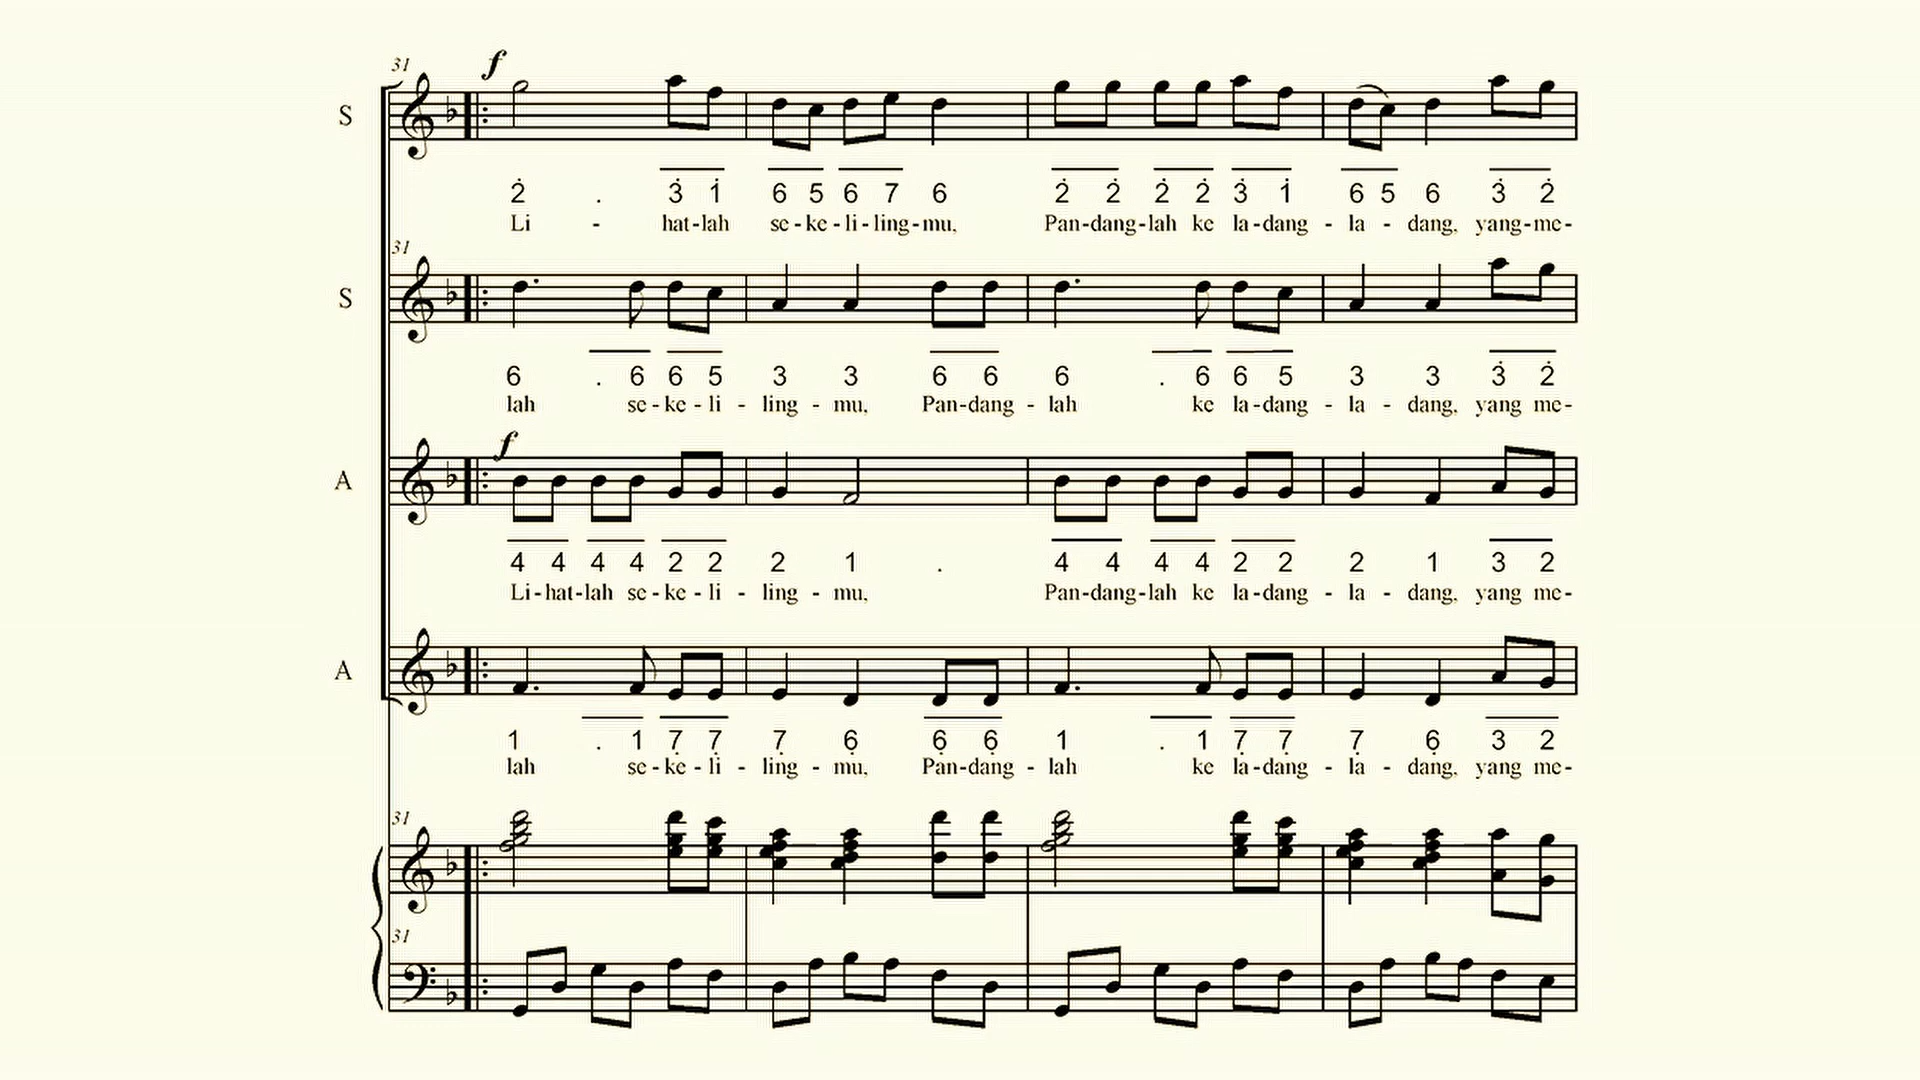 31 f
S
2̇ . 3̇ 1̇ 6 5 6 7 6 2̇ 2̇ 2̇ 2̇ 3̇ 1̇ 6 5 6 3̇ 2̇
Li - hat-lah se-ke-li-ling-mu, Pan-dang-lah ke la-dang - la - dang, yang-me-
31
S
6 . 6 6 5 3 3 6 6 6 . 6 6 5 3 3 3̇ 2̇
lah se-ke-li - ling - mu, Pan-dang - lah ke la-dang - la - dang, yang me-
f
A
4 4 4 4 2 2 2 1 . 4 4 4 4 2 2 2 1 3 2
Li-hat-lah se-ke-li - ling - mu, Pan-dang-lah ke la-dang - la - dang, yang me-
A
1 . 1 7̣ 7̣ 7̣ 6̣ 6̣ 6̣ 1 . 1 7̣ 7̣ 7̣ 6̣ 3 2
lah se-ke-li - ling - mu, Pan-dang - lah ke la-dang - la - dang, yang me-
31
31